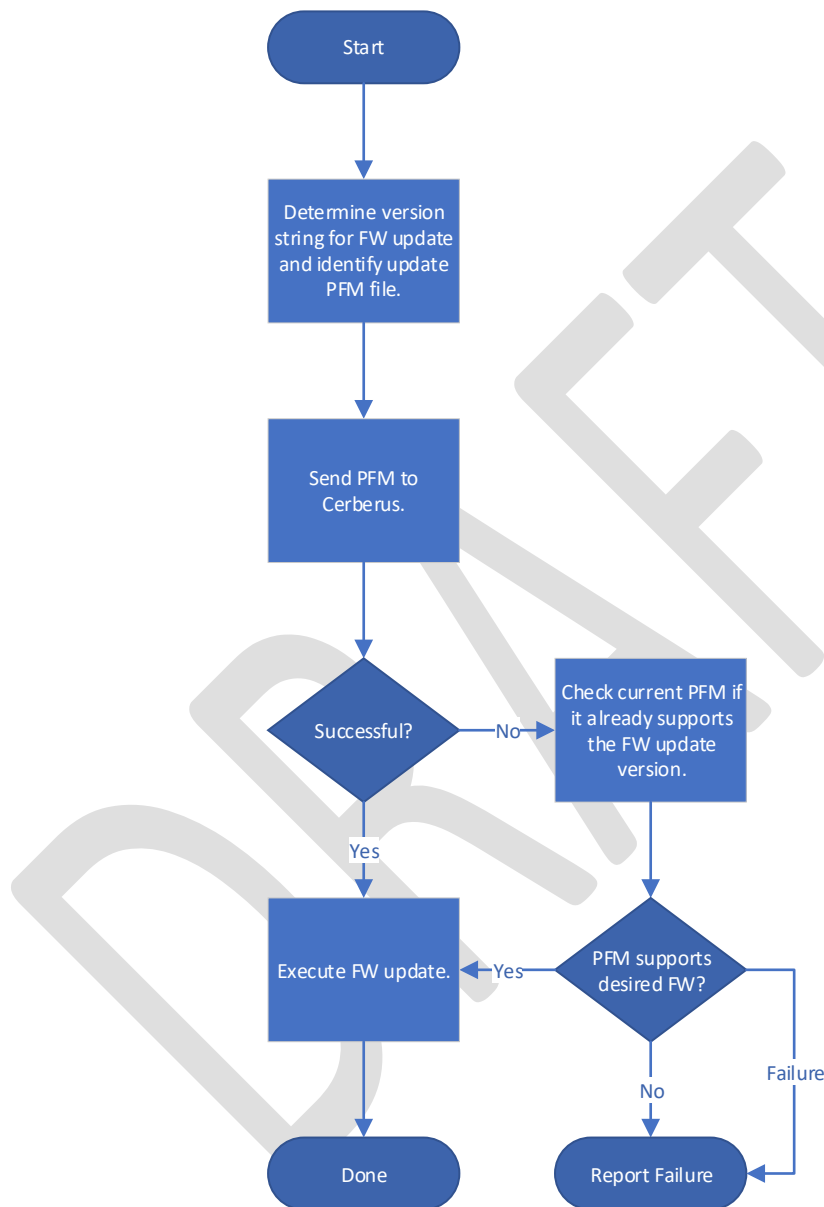 Start
Determine version
string for FW update
and identify update
PFM file.
Send PFM to
Cerberus.
Successful?
No
Check current PFM if
it already supports
the FW update
version.
Yes
Execute FW update.
Yes
PFM supports
desired FW?
No
Failure
Done
Report Failure
DRAFT